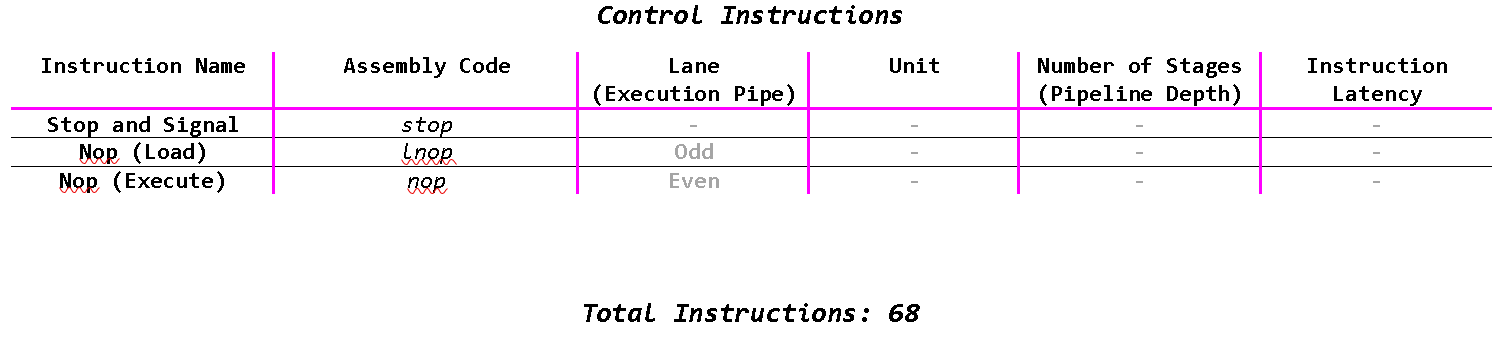 Control Instructions
Instruction Name Assembly Code Lane (Execution Pipe) Unit Number of Stages (Pipeline Depth) Instruction Latency
Stop and Signal stop - - - -
Nop (Load) lnop Odd - - -
Nop (Execute) nop Even - - -
Total Instructions: 68